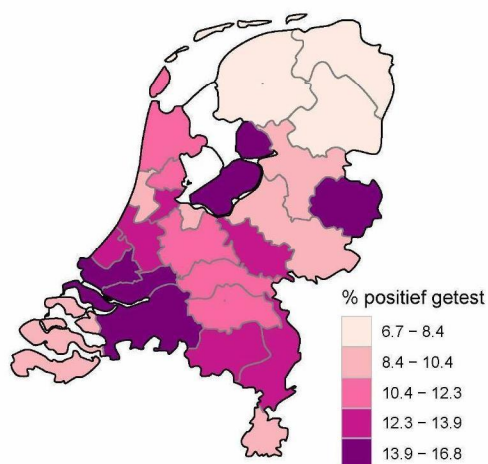 % positief getest
6.7 – 8.4
8.4 – 10.4
10.4 – 12.3
12.3 – 13.9
13.9 – 16.8